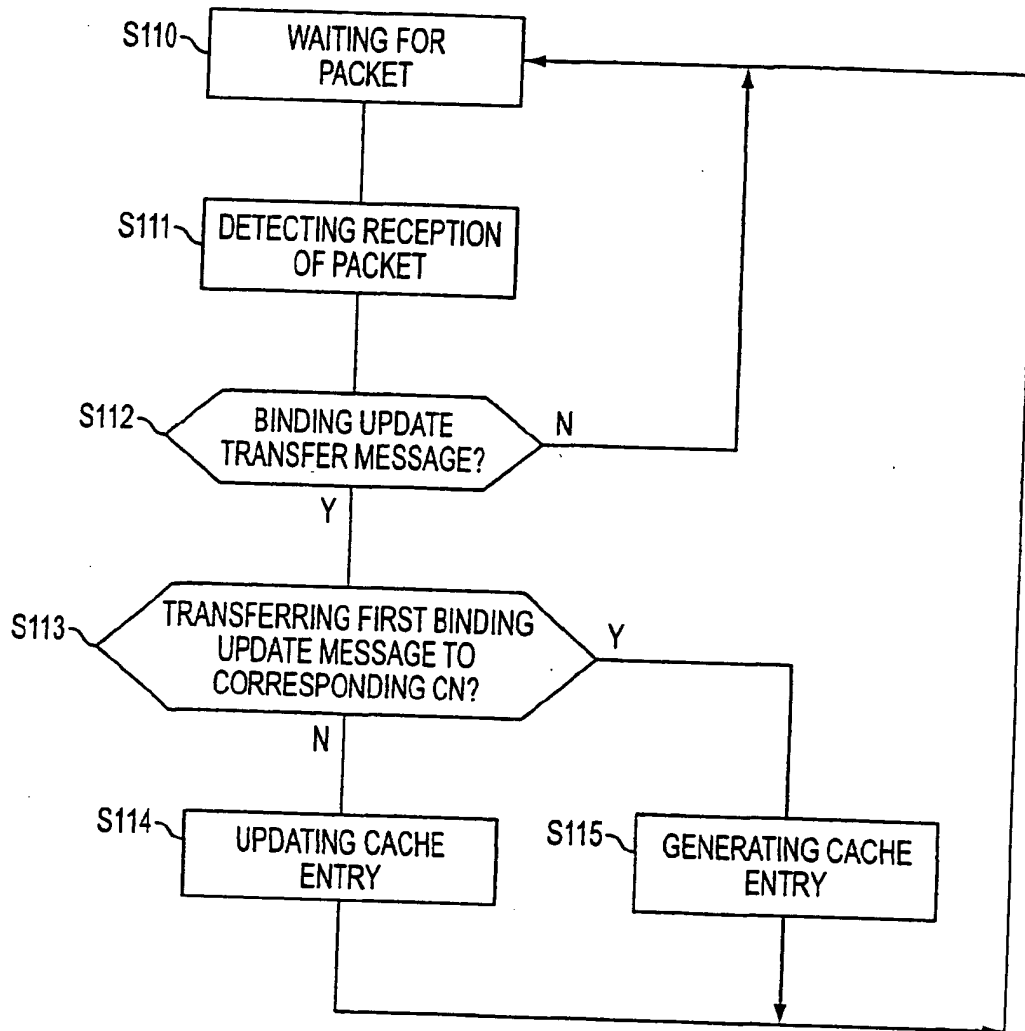 S110
WAITING FOR
PACKET
S111
DETECTING RECEPTION
OF PACKET
S112
BINDING UPDATE
TRANSFER MESSAGE?
N
Y
S113
TRANSFERRING FIRST BINDING
UPDATE MESSAGE TO
CORRESPONDING CN?
Y
N
S114
UPDATING CACHE
ENTRY
S115
GENERATING CACHE
ENTRY